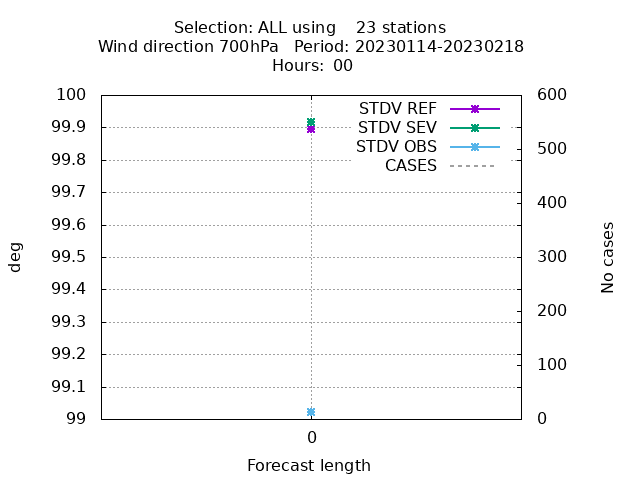 Selection: ALL using    23 stations
Wind direction 700hPa   Period: 20230114-20230218
Hours:  00
100
99.9
99.8
99.7
99.6
99.5
99.4
99.3
99.2
99.1
99
deg
STDV REF
STDV SEV
STDV OBS
CASES
600
500
400
300
200
100
0
No cases
0
Forecast length